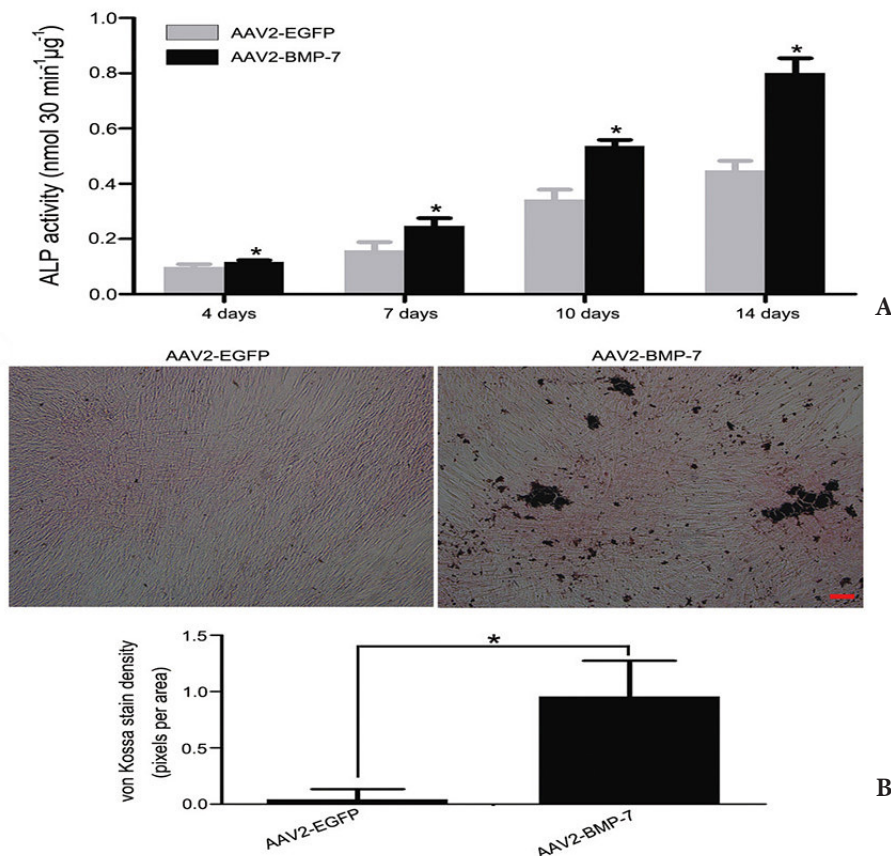 ALP activity (nmol 30 min⁻¹µg⁻¹)
1.0
0.8
0.6
0.4
0.2
0.0
AAV2-EGFP
AAV2-BMP-7
*
*
*
*
4 days
7 days
10 days
14 days
A
AAV2-EGFP
AAV2-BMP-7
von Kossa stain density
(pixels per area)
1.5
1.0
0.5
0.0
*
AAV2-EGFP
AAV2-BMP-7
B